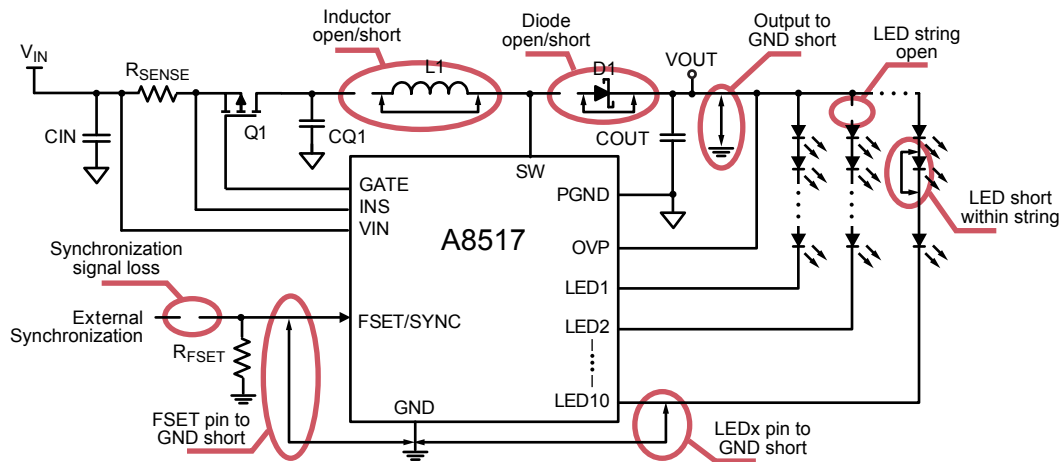 Inductor
open/short
Diode
open/short
Output to
GND short
LED string
open
VIN
RSENSE
L1
D1
VOUT
CIN
Q1
CQ1
COUT
SW
GATE
INS
VIN
PGND
A8517
OVP
LED short
within string
Synchronization
signal loss
LED1
External
Synchronization
FSET/SYNC
LED2
RFSET
LED10
GND
FSET pin to
GND short
LEDx pin to
GND short